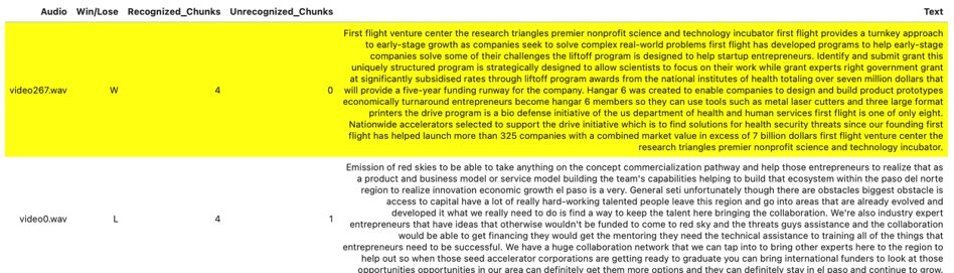 Audio Win/Lose Recognized_Chunks Unrecognized_Chunks Text
First flight venture center the research triangles premier nonprofit science and technology incubator first flight provides a turnkey approach
to early-stage growth as companies seek to solve complex real-world problems first flight has developed programs to help early-stage
companies solve some of their challenges the liftoff program is designed to help startup entrepreneurs. Identify and submit grant this
uniquely structured program is strategically designed to allow scientists to focus on their work while grant experts right government grant
at significantly subsidised rates through liftoff program awards from the national institutes of health totaling over seven million dollars that
video267.wav W 4 0 will provide a five-year funding runway for the company. Hangar 6 was created to enable companies to design and build product prototypes
economically turnaround entrepreneurs become hangar 6 members so they can use tools such as metal laser cutters and three large format
printers the drive program is a bio defense initiative of the us department of health and human services first flight is one of only eight.
Nationwide accelerators selected to support the drive initiative which is to find solutions for health security threats since our founding first
flight has helped launch more than 325 companies with a combined market value in excess of 7 billion dollars first flight venture center the
research triangles premier nonprofit science and technology incubator.
Emission of red skies to be able to take anything on the concept commercialization pathway and help those entrepreneurs to realize that as
a product and business model or service model building the team's capabilities helping to build that ecosystem within the paso del norte
region to realize innovation economic growth el paso is a very. General seti unfortunately though there are obstacles biggest obstacle is
access to capital have a lot of really hard-working talented people leave this region and go into areas that are already evolved and
video0.wav L 4 1 developed it what we really need to do is find a way to keep the talent here bringing the collaboration. We're also industry expert
entrepreneurs that have ideas that otherwise wouldn't be funded to come to red sky and the threats guys assistance and the collaboration
would be able to get financing they would get the mentoring they need the technical assistance to training all of the things that
entrepreneurs need to be successful. We have a huge collaboration network that we can tap into to bring other experts here to the region to
help out so when those seed accelerator corporations are getting ready to graduate you can bring international funders to look at those
opportunities opportunities in our area can definitely get them more options and they can definitely stay in el paso and continue to grow.